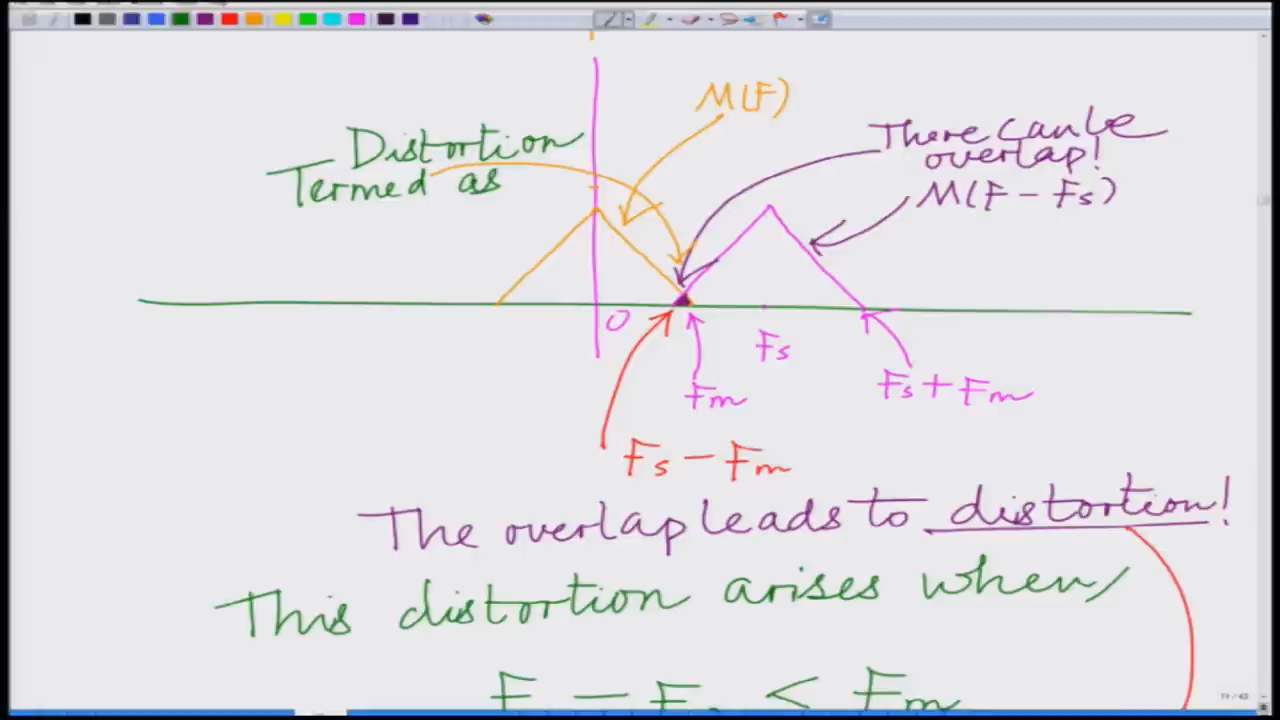 M(F)
Distortion
Termed as
There can be
overlap!
M(F - Fs)
0
Fs
Fm
Fs + Fm
Fs - Fm
The overlap leads to distortion!
This distortion arises when,
< Fm